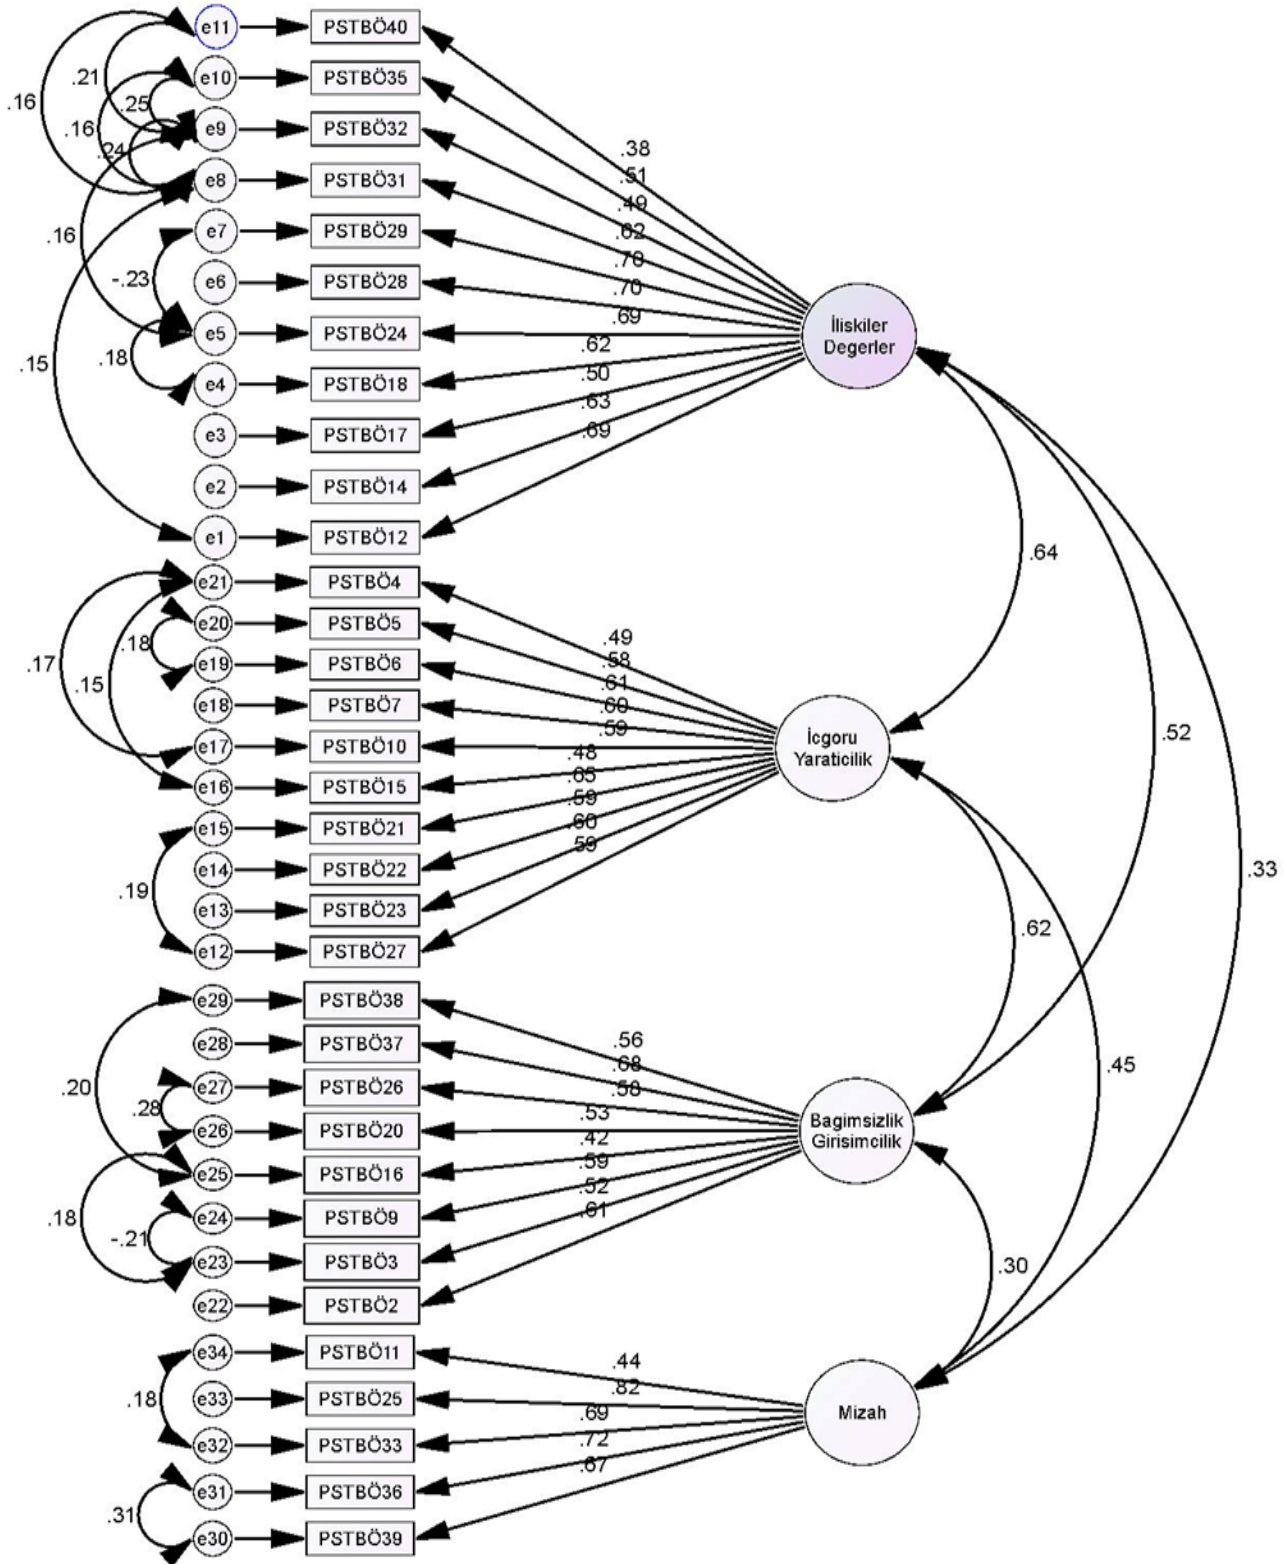 e11 PSTBÖ40
.21
e10 PSTBÖ35
.16 .25
.16 e9 PSTBÖ32
.24
e8 PSTBÖ31
.16
e7 PSTBÖ29
-.23 e6 PSTBÖ28
e5 PSTBÖ24
.15 .18
e4 PSTBÖ18
e3 PSTBÖ17
e2 PSTBÖ14
e1 PSTBÖ12
.38
.51
.49
.62
.70
.70
.69
.62
.50
.63
.69
İliskiler
Degerler
e21 PSTBÖ4
e20 PSTBÖ5
.18
.17 e19 PSTBÖ6
.15
e18 PSTBÖ7
e17 PSTBÖ10
e16 PSTBÖ15
e15 PSTBÖ21
e14 PSTBÖ22
.19
e13 PSTBÖ23
e12 PSTBÖ27
.49
.58
.61
.60
.59
.48
.65
.59
.60
.59
İcgoru
Yaraticilik
.64
.52
.33
.62
.45
.30
e29 PSTBÖ38
e28 PSTBÖ37
.20 e27 PSTBÖ26
.28
e26 PSTBÖ20
e25 PSTBÖ16
.18 e24 PSTBÖ9
-.21
e23 PSTBÖ3
e22 PSTBÖ2
.56
.68
.58
.53
.42
.59
.52
.61
Bagimsizlik
Girisimcilik
e34 PSTBÖ11
.18 e33 PSTBÖ25
e32 PSTBÖ33
e31 PSTBÖ36
.31
e30 PSTBÖ39
.44
.82
.69
.72
.67
Mizah